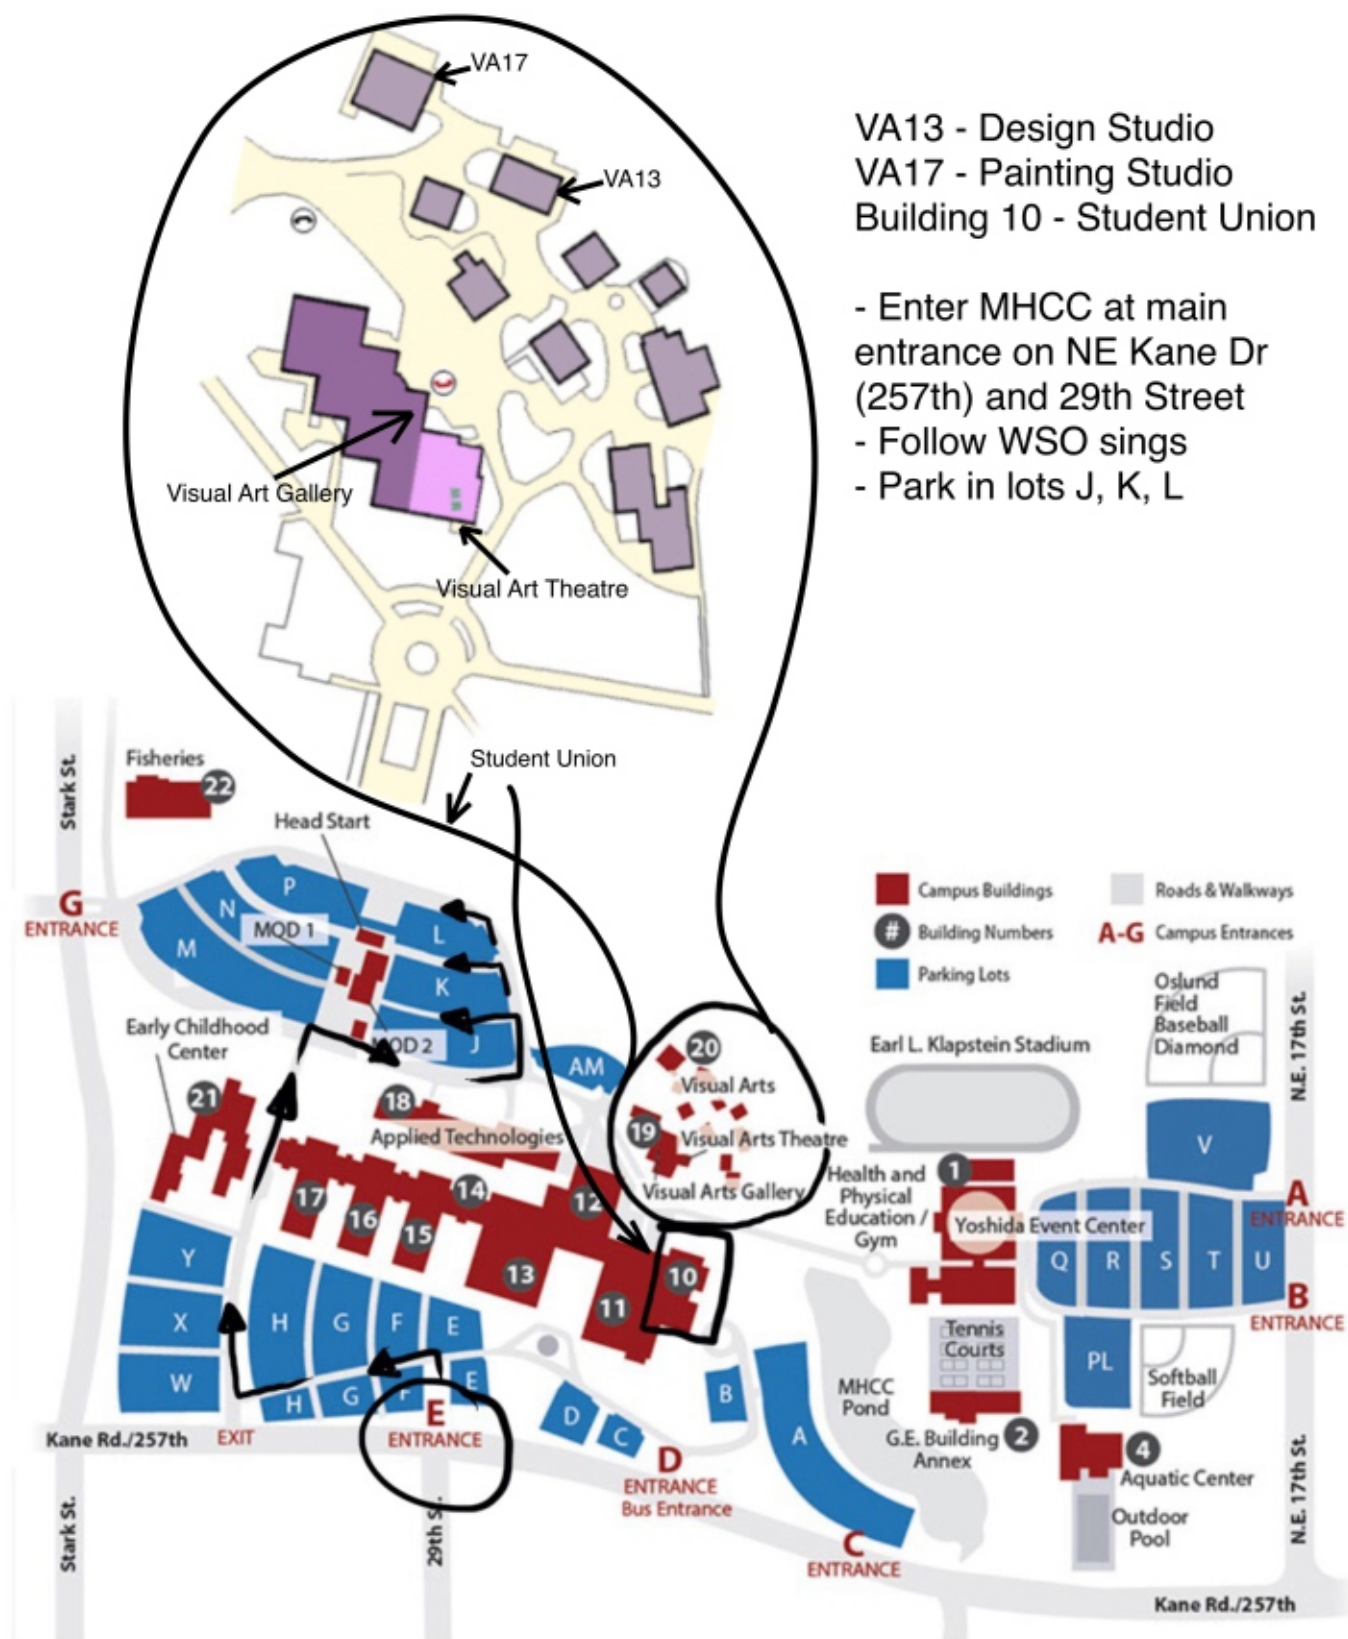 VA17
VA13
VA13 - Design Studio
VA17 - Painting Studio
Building 10 - Student Union
- Enter MHCC at main
entrance on NE Kane Dr
(257th) and 29th Street
- Follow WSO sings
- Park in lots J, K, L
Visual Art Gallery
Visual Art Theatre
Student Union
Stark St.
Fisheries
22
Head Start
G
ENTRANCE
P
N
M
MOD 1
L
K
J
MOD 2
AM
Early Childhood
Center
21
18
Applied Technologies
20
Visual Arts
19
Visual Arts Theatre
Visual Arts Gallery
17
16
15
14
13
12
11
10
Campus Buildings
# Building Numbers
Parking Lots
Roads & Walkways
A-G Campus Entrances
Oslund
Field
Baseball
Diamond
N.E. 17th St.
Earl L. Klapstein Stadium
Health and
Physical
Education /
Gym
1
Yoshida Event Center
V
Q
R
S
T
U
A
ENTRANCE
B
ENTRANCE
PL
Softball
Field
Tennis
Courts
MHCC
Pond
G.E. Building
Annex
2
4
Aquatic Center
Outdoor
Pool
N.E. 17th St.
Y
X
W
H
G
F
E
H
G
F
E
D
C
B
A
Kane Rd./257th
EXIT
E
ENTRANCE
D
ENTRANCE
Bus Entrance
C
ENTRANCE
Stark St.
29th S
Kane Rd./257th